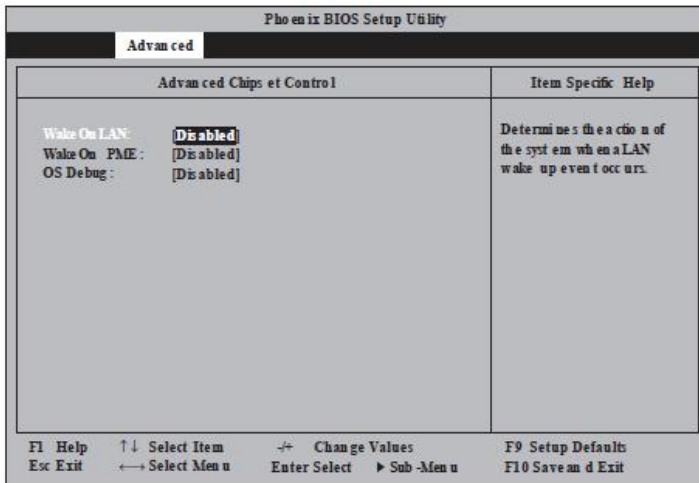 Phoenix BIOS Setup Utility
Advanced
Advanced Chipset Control
Item Specific Help
Wake On LAN: [Disabled]
Wake On PME : [Disabled]
OS Debug : [Disabled]
Determines the action of
the system when a LAN
wake up event occurs.
F1 Help ↑↓ Select Item -/+ Change Values F9 Setup Defaults
Esc Exit ←→ Select Menu Enter Select ▶ Sub-Menu F10 Save and Exit